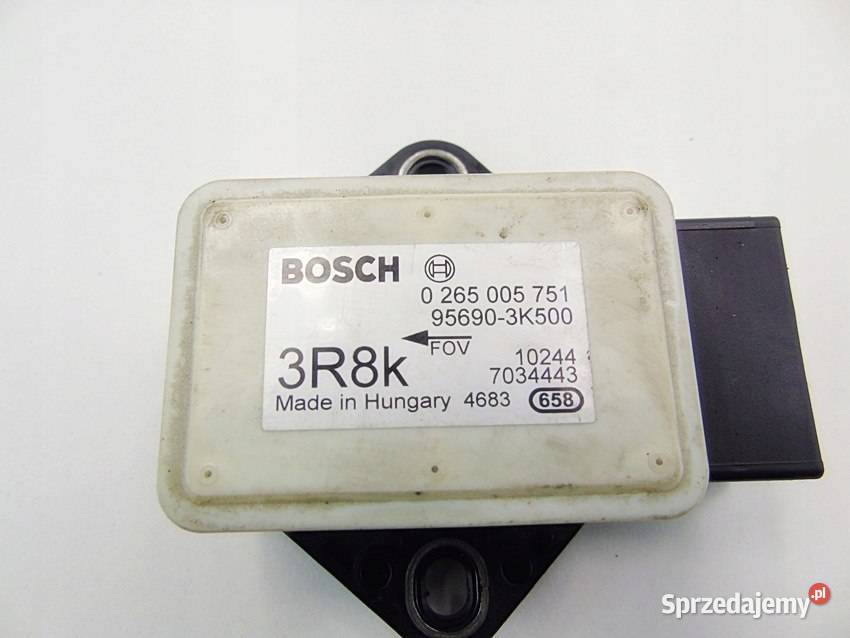 BOSCH
0 265 005 751
95690-3K500
FOV
3R8k
10244
7034443
Made in Hungary 4683 658
Sprzedajemy.pl